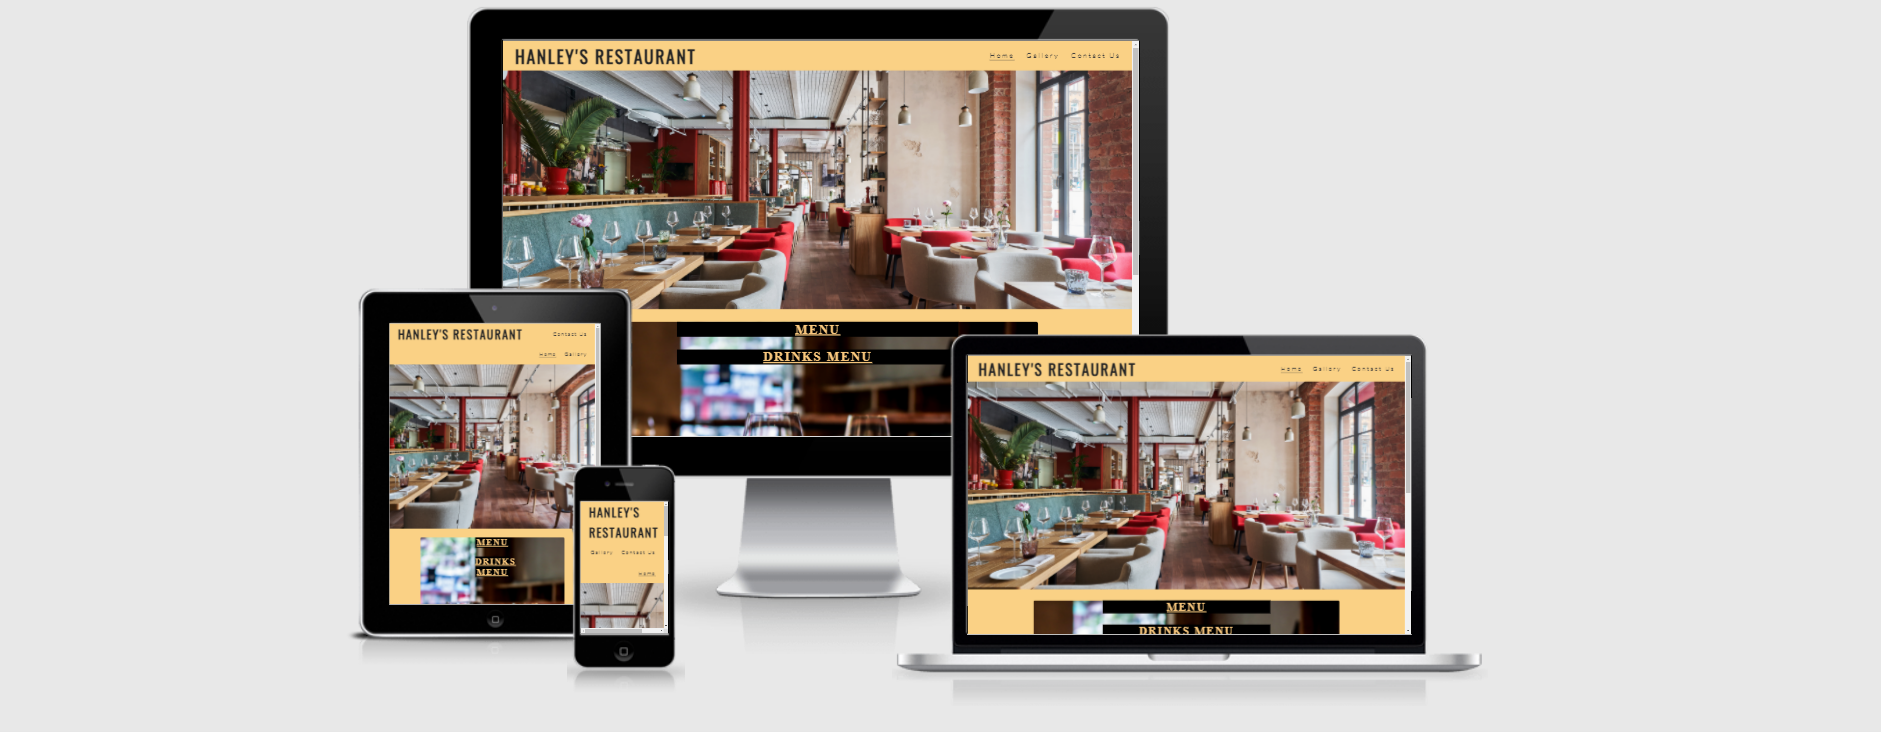 HANLEY'S RESTAURANT
Home Gallery Contact Us
MENU
DRINKS MENU
HANLEY'S RESTAURANT
Contact Us
Home Gallery
MENU
DRINKS
MENU
HANLEY'S
RESTAURANT
Gallery Contact Us
Home
HANLEY'S RESTAURANT
Home Gallery Contact Us
MENU
DRINKS MENU